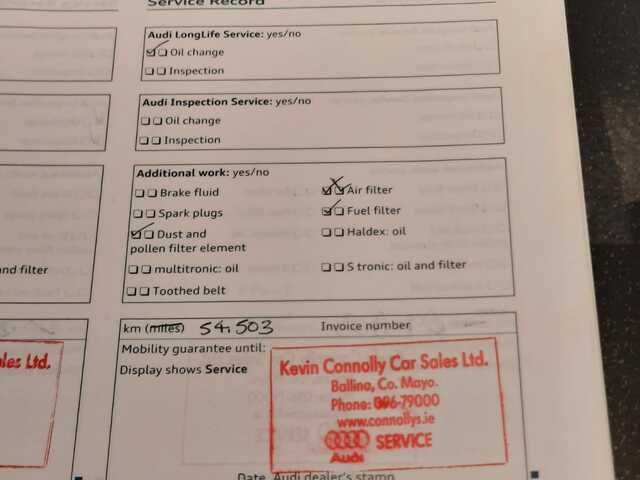 Service Record
Audi LongLife Service: yes/no
Oil change
Inspection
Audi Inspection Service: yes/no
Oil change
Inspection
Additional work: yes/no
Brake fluid
Air filter
Spark plugs
Fuel filter
Dust and
pollen filter element
Haldex: oil
nd filter
multitronic: oil
S tronic: oil and filter
Toothed belt
km (miles) 54,503 Invoice number
Mobility guarantee until:
Display shows Service
les Ltd.
Kevin Connolly Car Sales Ltd.
Ballina, Co. Mayo.
Phone: 096-79000
www.connollys.ie
SERVICE
Audi
Date, Audi dealer's stamp